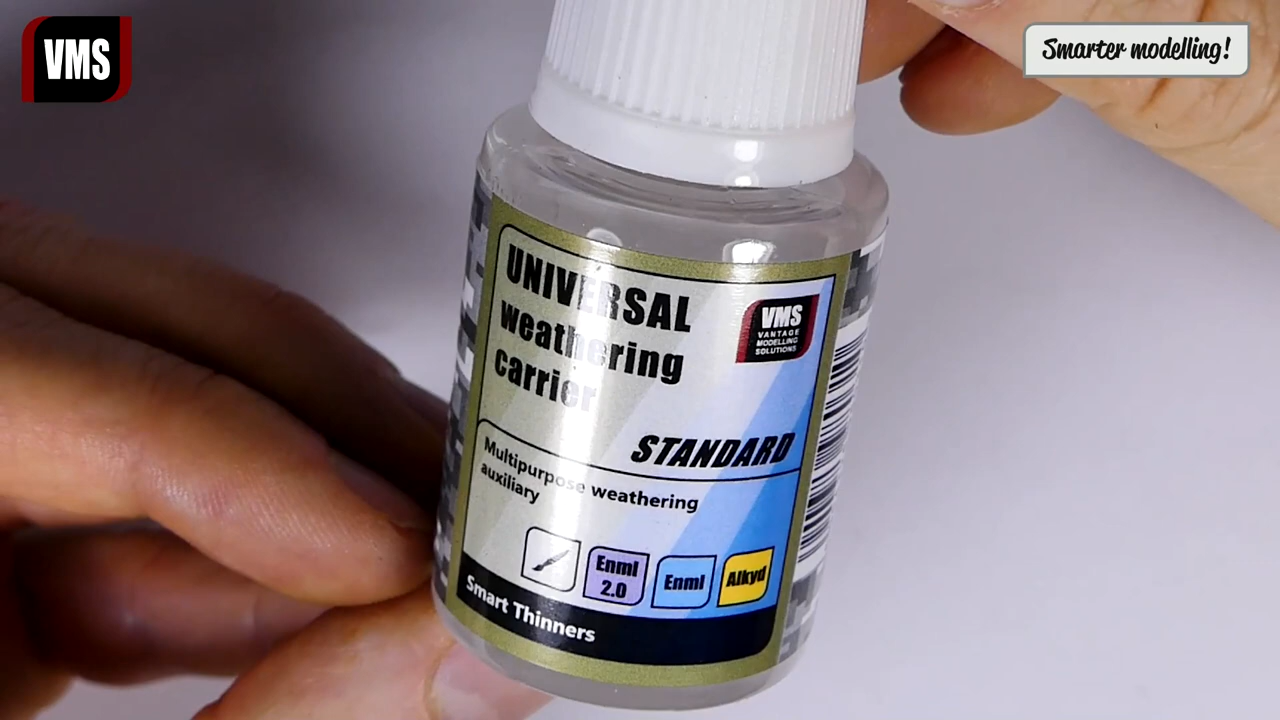 VMS
Smarter modelling!
UNIVERSAL
weathering
carrier
VMS
VANTAGE
MODELLING
SOLUTIONS
STANDARD
Multipurpose weathering
auxiliary
Enml
2.0
Enml
Alkyd
Smart Thinners